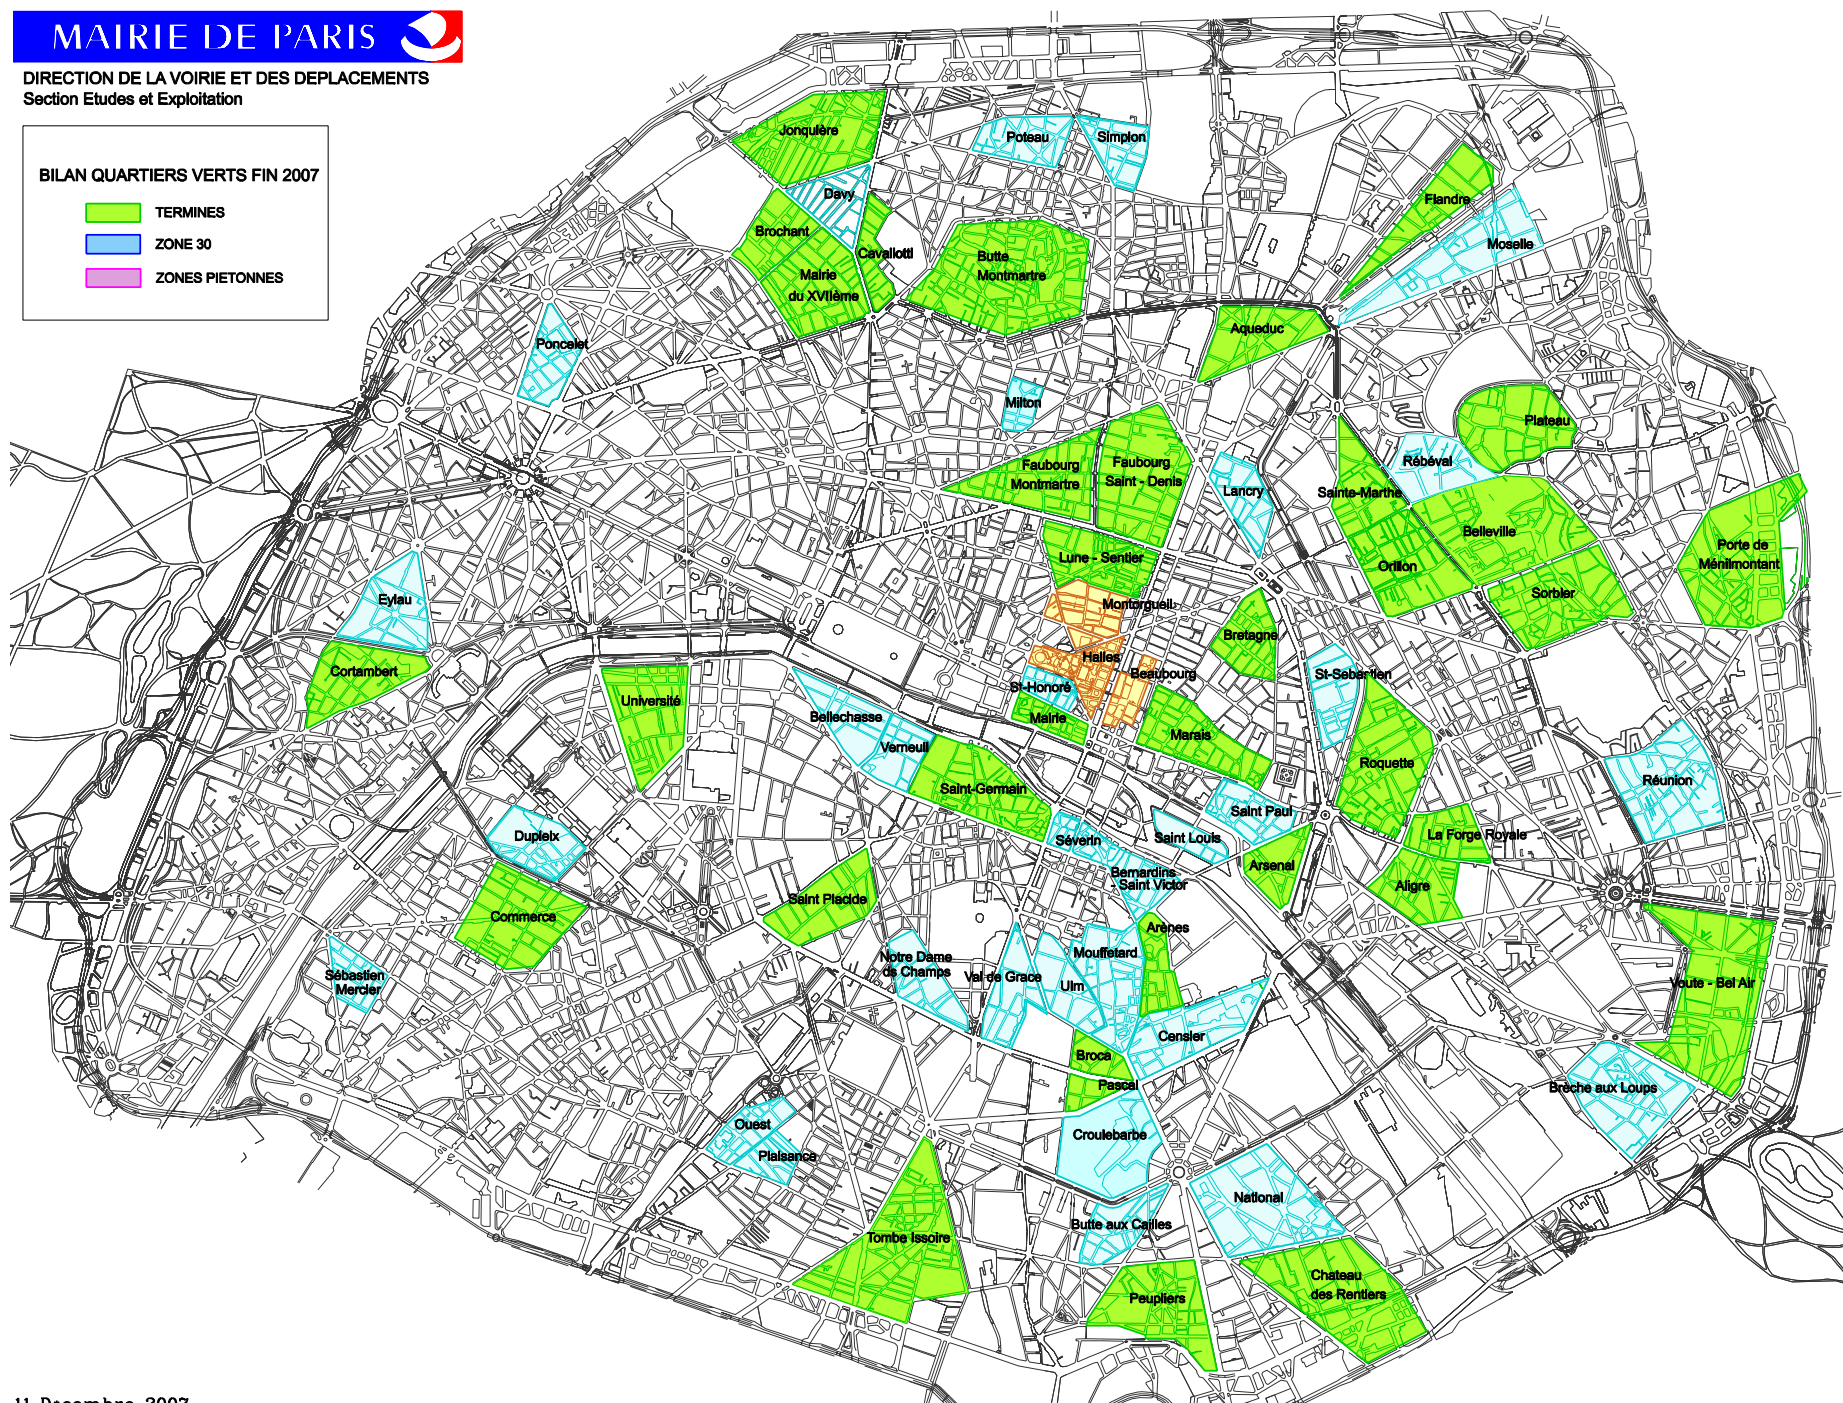 MAIRIE DE PARIS
DIRECTION DE LA VOIRIE ET DES DEPLACEMENTS
Section Etudes et Exploitation
BILAN QUARTIERS VERTS FIN 2007
TERMINES
ZONE 30
ZONES PIETONNES
Jonquière
Poteau
Simplon
Davy
Flandre
Brochant
Cavallotti
Moselle
Butte
Montmartre
Mairie
du XVIIème
Aqueduc
Poncelet
Milton
Plateau
Faubourg
Montmartre
Faubourg
Saint - Denis
Rébéval
Lancry
Sainte-Marthe
Belleville
Porte de
Ménilmontant
Lune - Sentier
Orillon
Sorbier
Eylau
Montorgueil
Bretagne
Halles
Cortambert
Beaubourg
St-Sebastien
St-Honoré
Université
Bellechasse
Mairie
Marais
Verneuil
Roquette
Réunion
Saint-Germain
Saint Paul
Dupleix
Séverin
Saint Louis
La Forge Royale
Arsenal
Bernardins
- Saint Victor
Aligre
Saint Placide
Commerce
Arènes
Notre Dame
ds Champs
Mouffetard
Val de Grace
Ulm
Sébastien
Mercier
Voute - Bel Air
Censier
Broca
Pascal
Brèche aux Loups
Ouest
Plaisance
Croulebarbe
National
Butte aux Cailles
Tombe Issoire
Chateau
des Rentiers
Peupliers
11 Decembre 2007